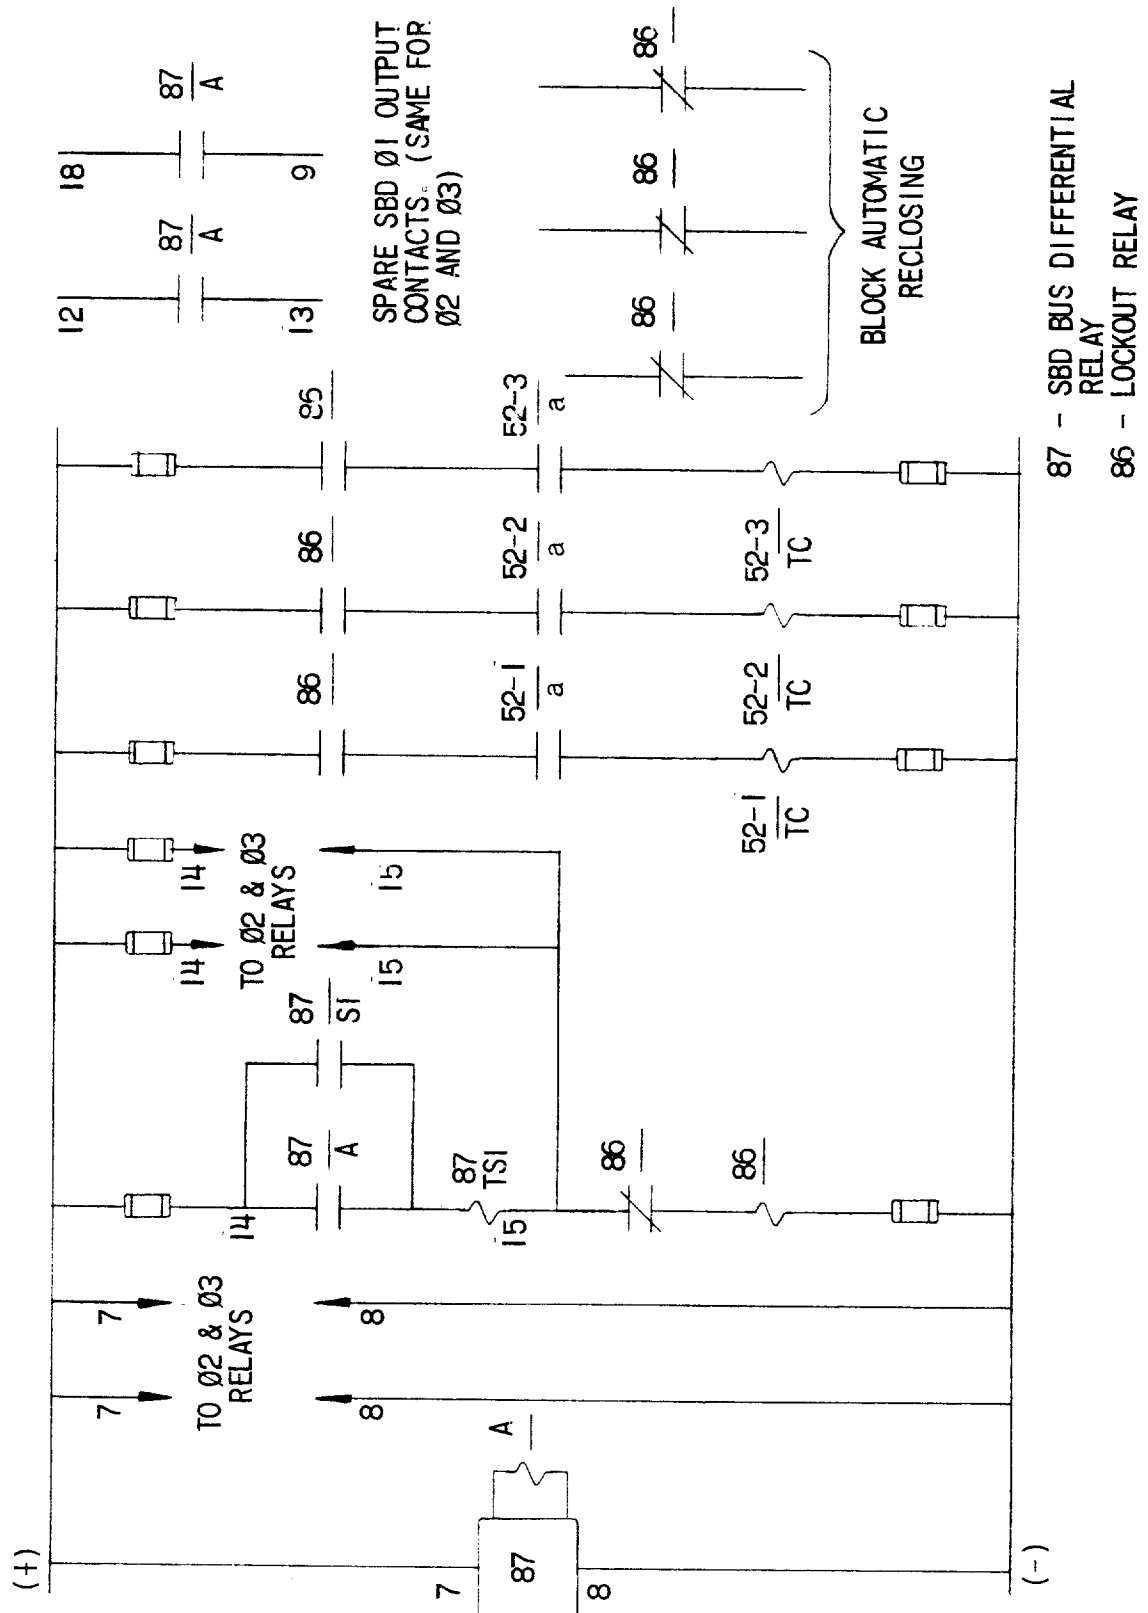 (+)
7
87
8
A
(-)
7
7
TO Ø2 & Ø3
RELAYS
8
8
14
87
A
87
SI
87
TSI
15
86
86
14
14
TO Ø2 & Ø3
RELAYS
15
15
86
52-1
a
52-1
TC
86
52-2
a
52-2
TC
86
52-3
a
52-3
TC
12
87
A
13
18
87
A
9
SPARE SBD Ø1 OUTPUT
CONTACTS. (SAME FOR
Ø2 AND Ø3)
86
86
86
BLOCK AUTOMATIC
RECLOSING
87 - SBD BUS DIFFERENTIAL
RELAY
86 - LOCKOUT RELAY